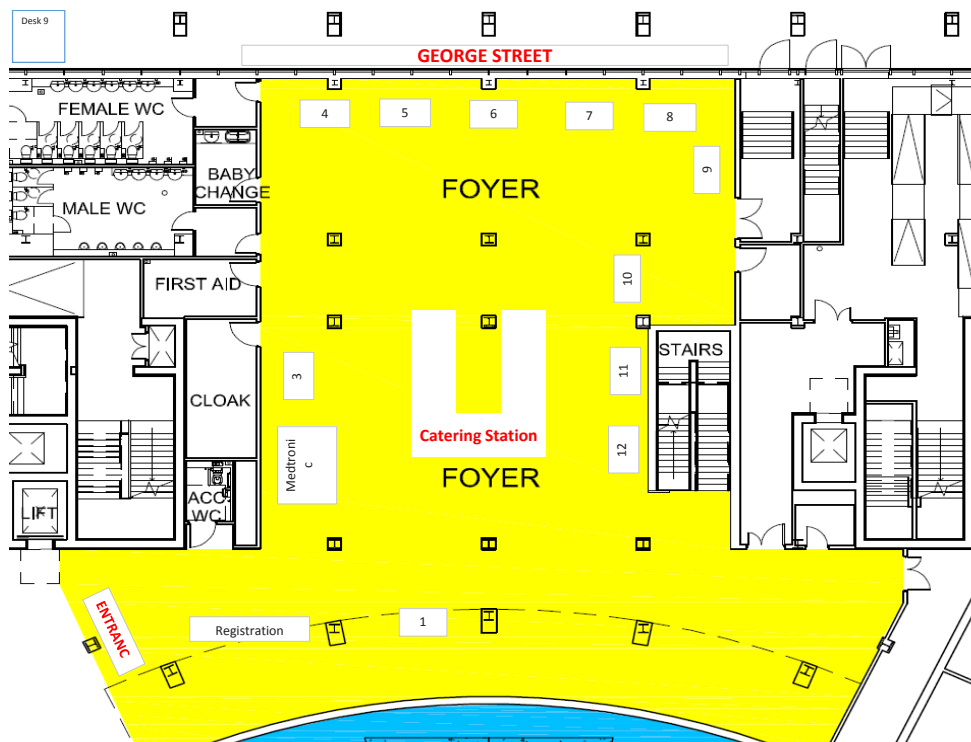 Desk 9
GEORGE STREET
FEMALE WC
4
5
6
7
8
9
BABY
CHANGE
FOYER
MALE WC
FIRST AID
10
STAIRS
3
11
CLOAK
Catering Station
12
Medtroni
c
FOYER
ACC
WC
LIFT
ENTRANC
Registration
1